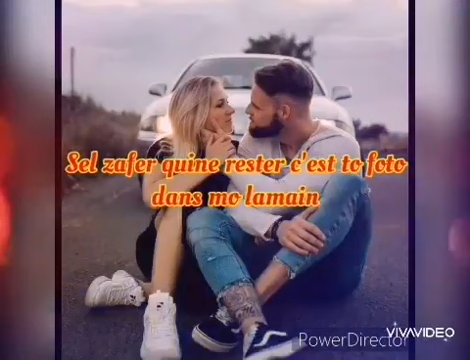 Sel zafer quine rester c'est to foto
dans mo lamain
PowerDirector
VIVAVIDEO